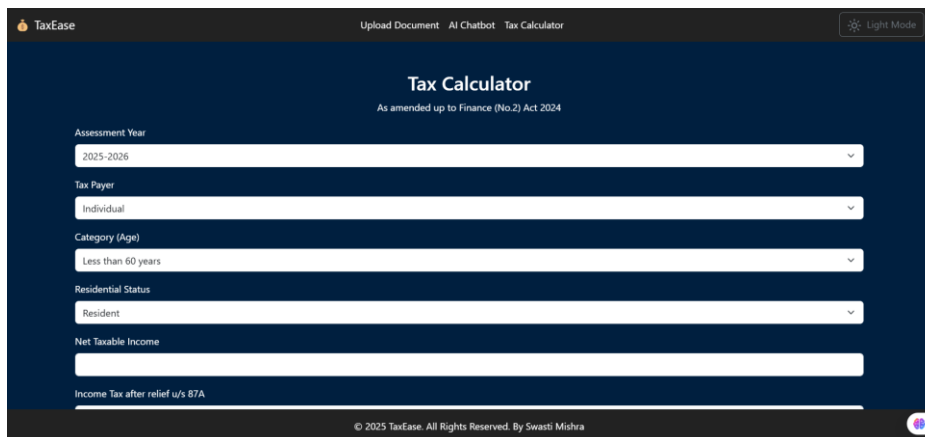 TaxEase
Upload Document AI Chatbot Tax Calculator
Light Mode
Tax Calculator
As amended up to Finance (No.2) Act 2024
Assessment Year
2025-2026
Tax Payer
Individual
Category (Age)
Less than 60 years
Residential Status
Resident
Net Taxable Income
Income Tax after relief u/s 87A
© 2025 TaxEase. All Rights Reserved. By Swasti Mishra